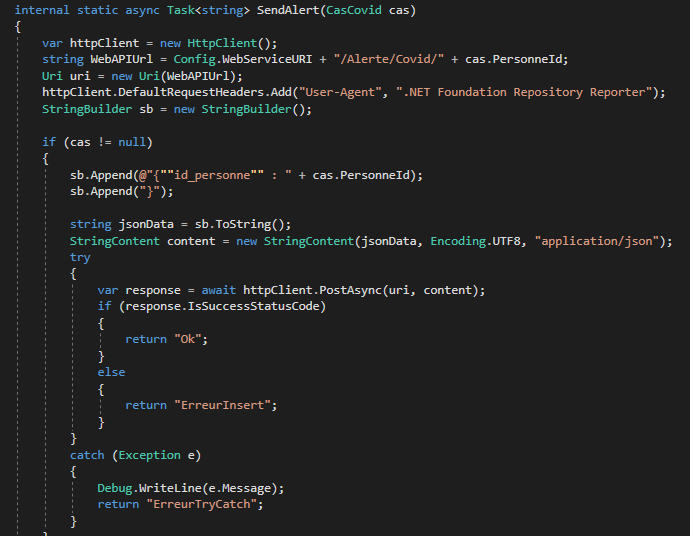 internal static async Task<string> SendAlert(CasCovid cas)
{
var httpClient = new HttpClient();
string WebAPIUrl = Config.WebServiceURI + "/Alerte/Covid/" + cas.PersonneId;
Uri uri = new Uri(WebAPIUrl);
httpClient.DefaultRequestHeaders.Add("User-Agent", ".NET Foundation Repository Reporter");
StringBuilder sb = new StringBuilder();
if (cas != null)
{
sb.Append(@"{""id_personne"" : " + cas.PersonneId);
sb.Append("}");
string jsonData = sb.ToString();
StringContent content = new StringContent(jsonData, Encoding.UTF8, "application/json");
try
{
var response = await httpClient.PostAsync(uri, content);
if (response.IsSuccessStatusCode)
{
return "Ok";
}
else
{
return "ErreurInsert";
}
}
catch (Exception e)
{
Debug.WriteLine(e.Message);
return "ErreurTryCatch";
}